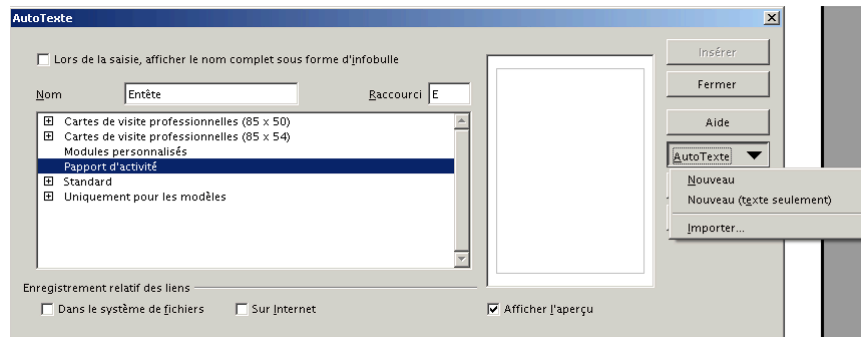 AutoTexte
Lors de la saisie, afficher le nom complet sous forme d'infobulle
Nom
Entête
Raccourci
E
Cartes de visite professionnelles (85 x 50)
Cartes de visite professionnelles (85 x 54)
Modules personnalisés
Papport d'activité
Standard
Uniquement pour les modèles
Insérer
Fermer
Aide
AutoTexte
Nouveau
Nouveau (texte seulement)
Importer...
Enregistrement relatif des liens
Dans le système de fichiers
Sur Internet
Afficher l'aperçu